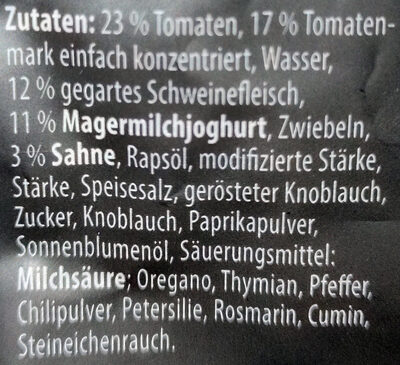 Zutaten: 23 % Tomaten, 17 % Tomaten-
mark einfach konzentriert, Wasser,
12 % gegartes Schweinefleisch,
11 % Magermilchjoghurt, Zwiebeln,
3 % Sahne, Rapsöl, modifizierte Stärke,
Stärke, Speisesalz, gerösteter Knoblauch,
Zucker, Knoblauch, Paprikapulver,
Sonnenblumenöl, Säuerungsmittel:
Milchsäure; Oregano, Thymian, Pfeffer,
Chilipulver, Petersilie, Rosmarin, Cumin,
Steineichenrauch.